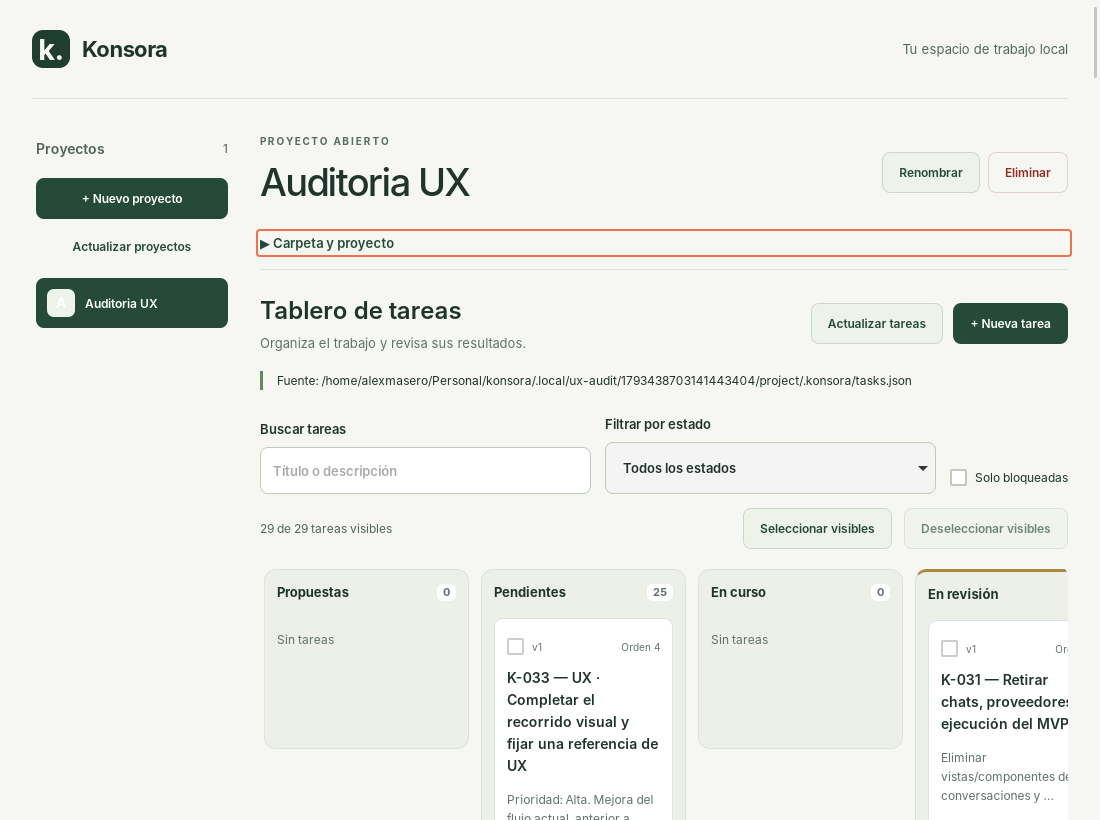 k. Konsora
Tu espacio de trabajo local
Proyectos 1
+ Nuevo proyecto
Actualizar proyectos
A Auditoria UX
PROYECTO ABIERTO
Auditoria UX
Renombrar
Eliminar
▶ Carpeta y proyecto
Tablero de tareas
Organiza el trabajo y revisa sus resultados.
Actualizar tareas
+ Nueva tarea
Fuente: /home/alexmasero/Personal/konsora/.local/ux-audit/1793438703141443404/project/.konsora/tasks.json
Buscar tareas
Título o descripción
Filtrar por estado
Todos los estados
Solo bloqueadas
29 de 29 tareas visibles
Seleccionar visibles
Deseleccionar visibles
Propuestas 0
Sin tareas
Pendientes 25
v1 Orden 4
K-033 — UX ·
Completar el
recorrido visual y
fijar una referencia de
UX
Prioridad: Alta. Mejora del
flujo actual, anterior a
En curso 0
Sin tareas
En revisión
v1 Ord
K-031 — Retirar
chats, proveedores
ejecución del MVP
Eliminar
vistas/componentes de
conversaciones y ...